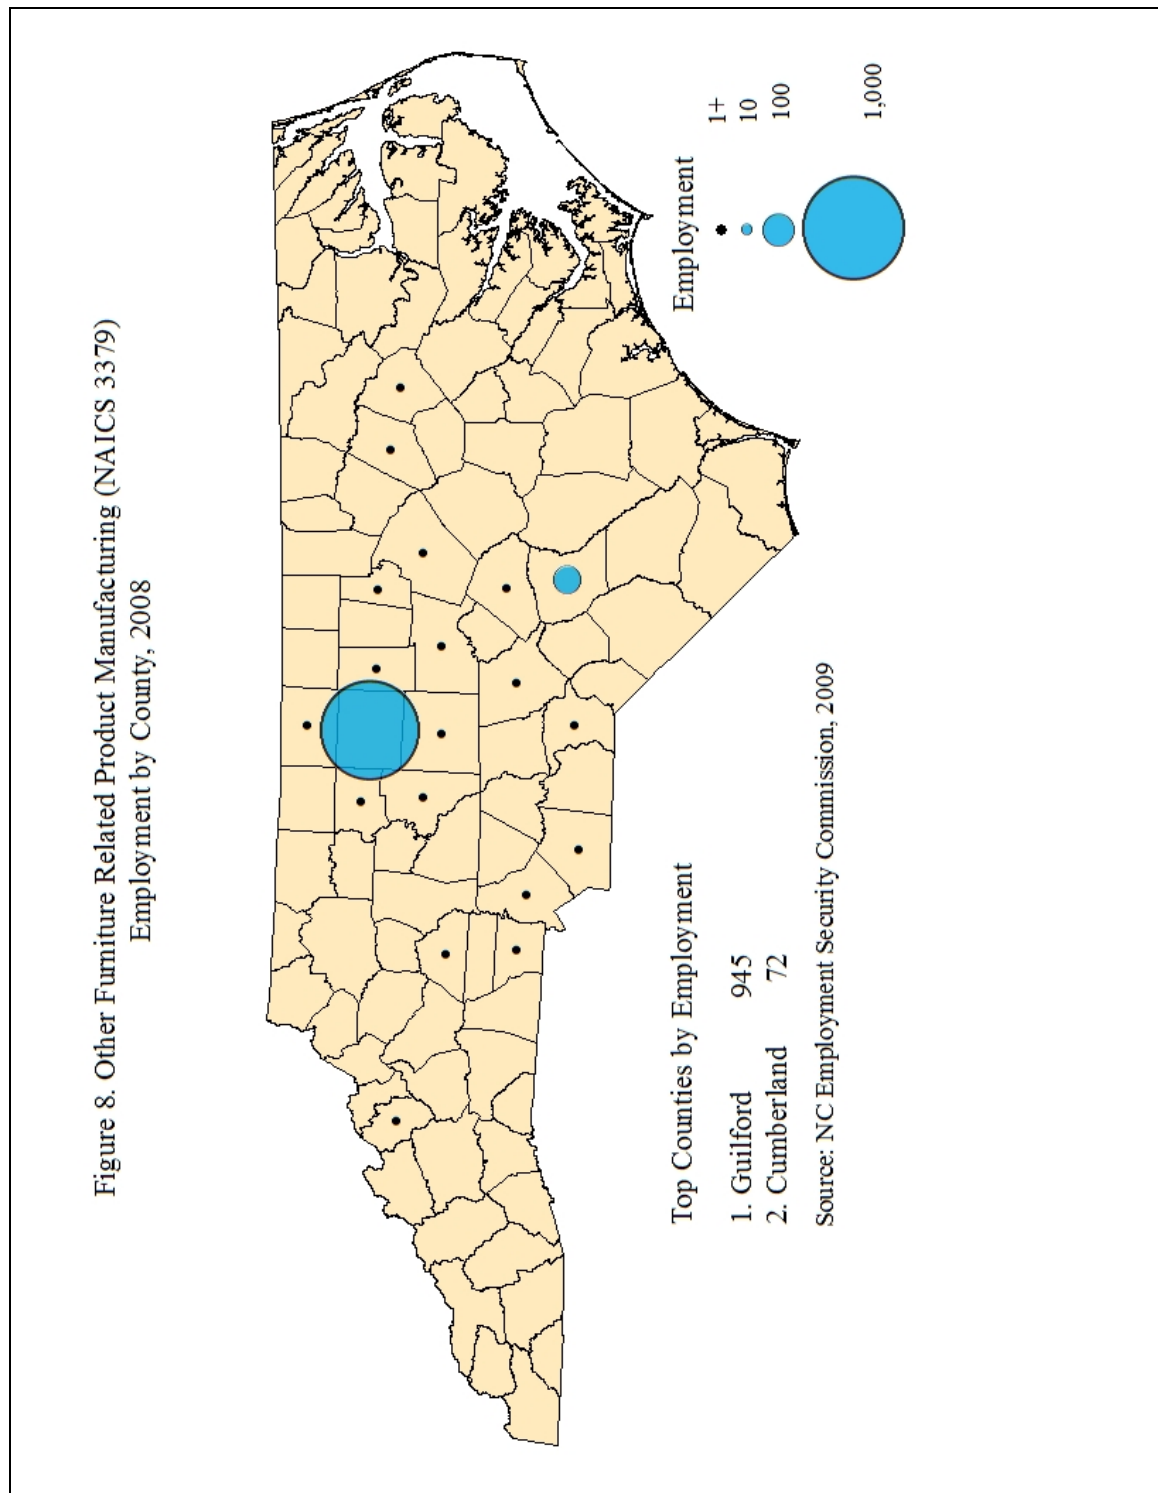 Figure 8. Other Furniture Related Product Manufacturing (NAICS 3379)
Employment by County, 2008
Top Counties by Employment
1. Guilford 945
2. Cumberland 72
Source: NC Employment Security Commission, 2009
Employment
1+
10
100
1,000